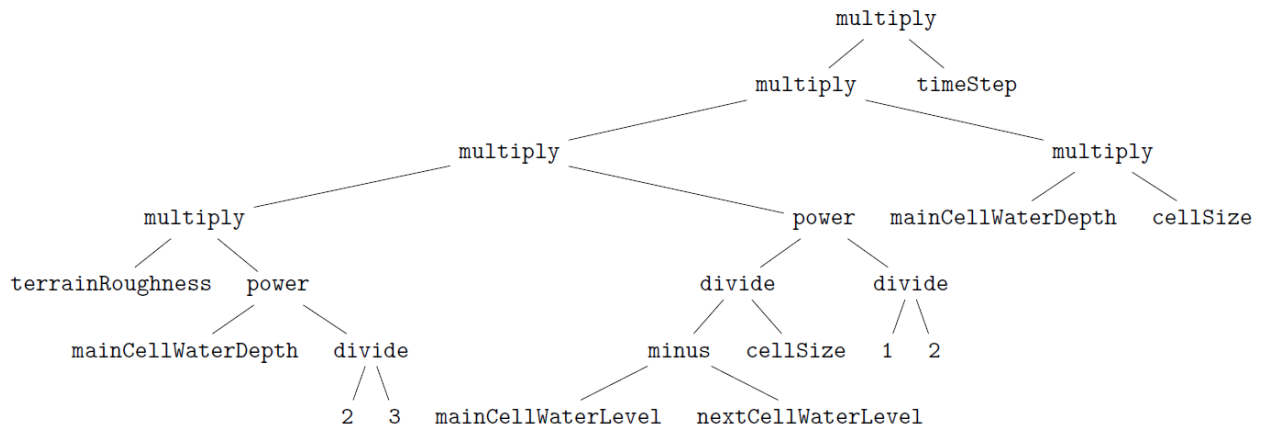 multiply
multiply timeStep
multiply multiply
multiply power mainCellWaterDepth cellSize
terrainRoughness power divide divide
mainCellWaterDepth divide minus cellSize 1 2
2 3 mainCellWaterLevel nextCellWaterLevel